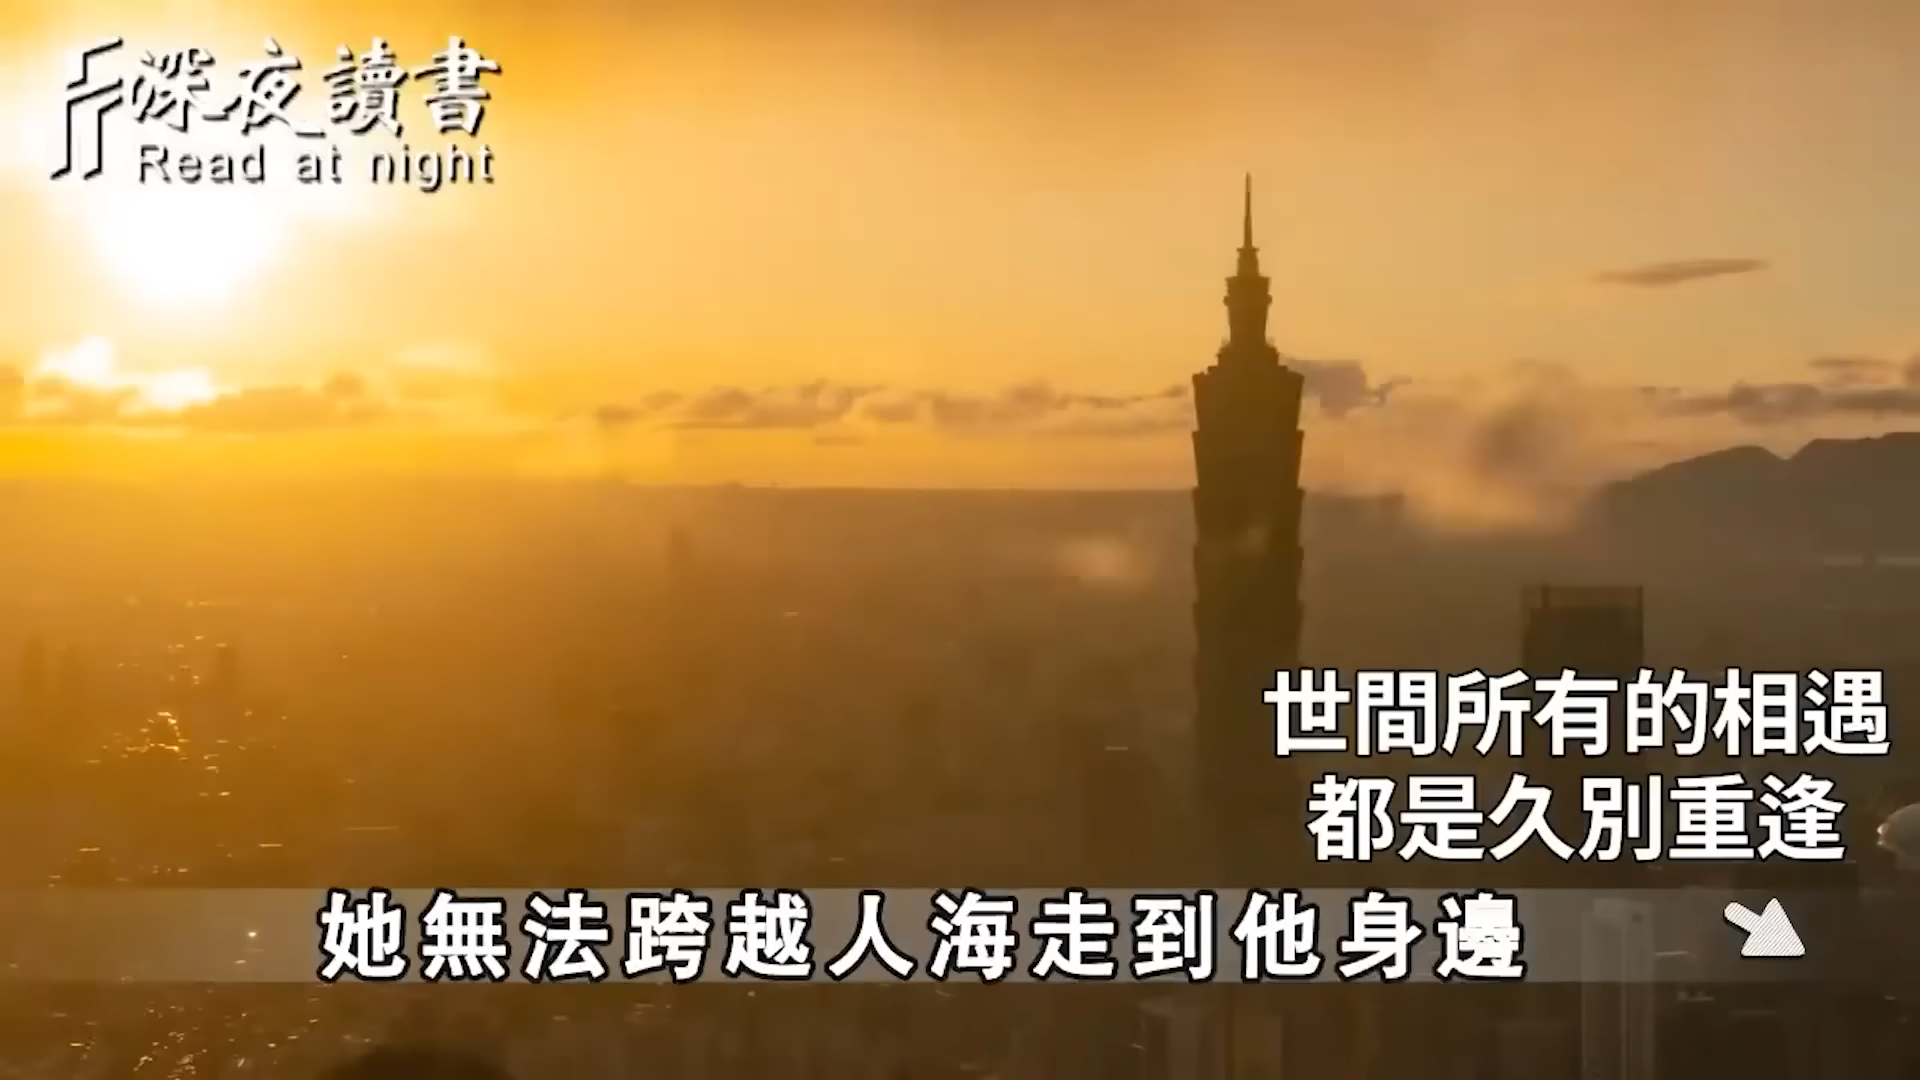 深夜讀書
Read at night
世間所有的相遇
都是久別重逢
她無法跨越人海走到他身邊